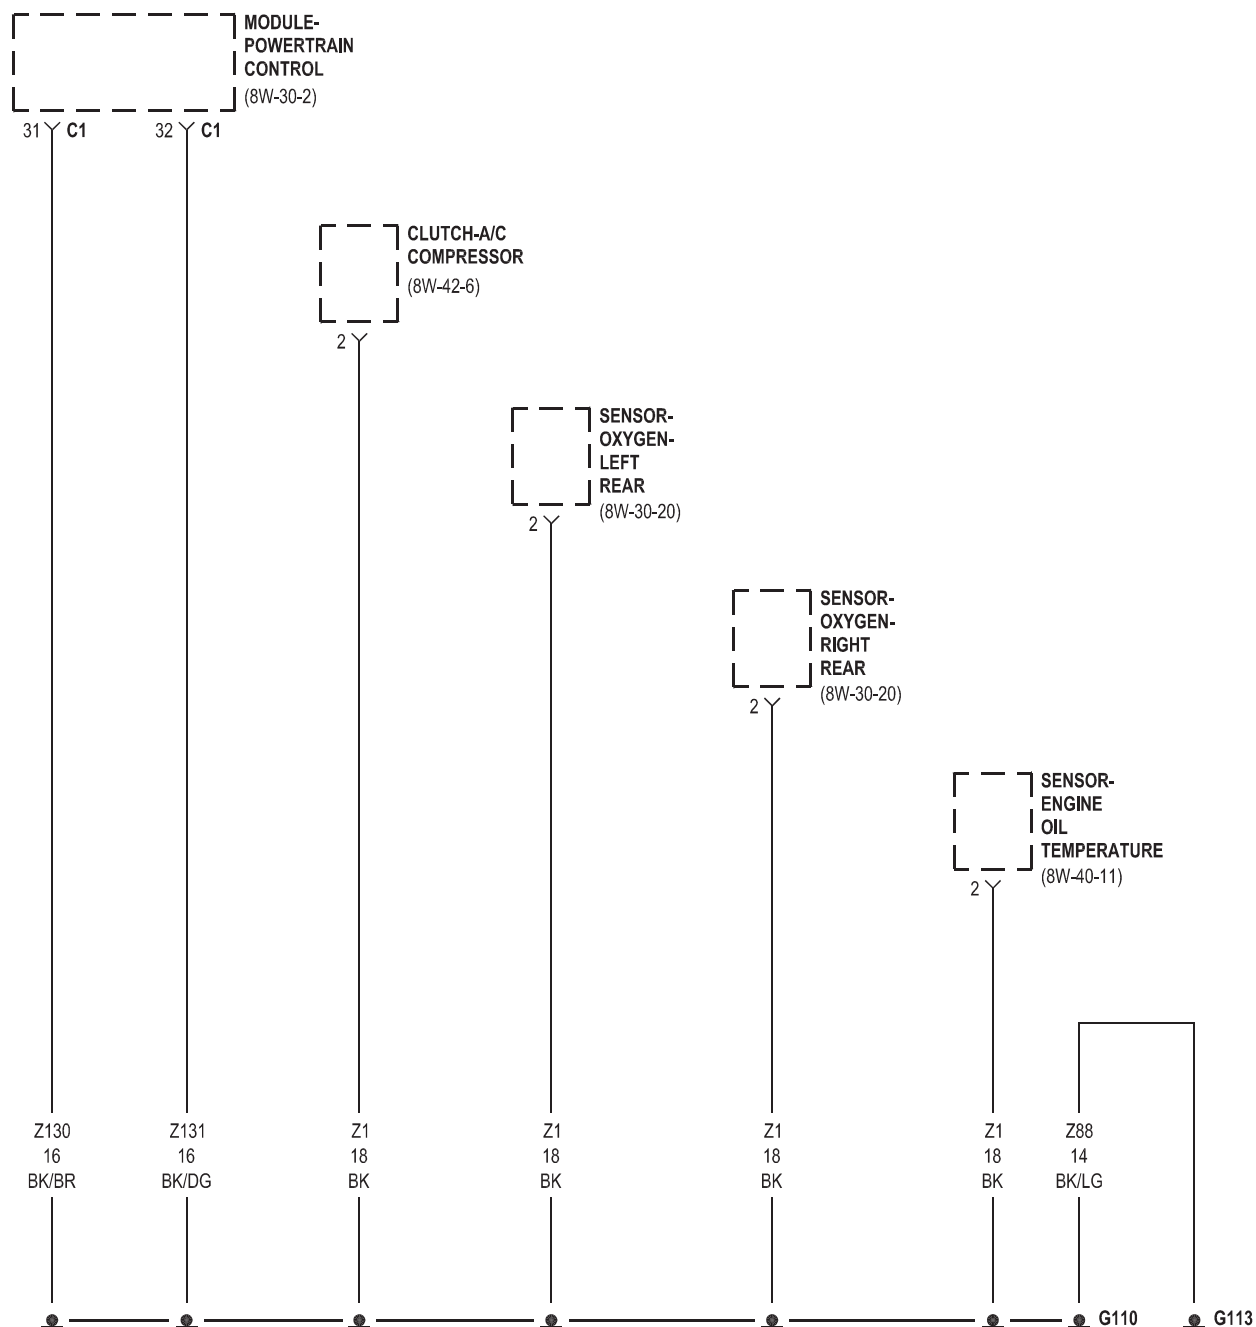 MODULE-
POWERTRAIN
CONTROL
(8W-30-2)
31 C1
32 C1
CLUTCH-A/C
COMPRESSOR
(8W-42-6)
2
SENSOR-
OXYGEN-
LEFT
REAR
(8W-30-20)
2
SENSOR-
OXYGEN-
RIGHT
REAR
(8W-30-20)
2
SENSOR-
ENGINE
OIL
TEMPERATURE
(8W-40-11)
2
Z130
16
BK/BR
Z131
16
BK/DG
Z1
18
BK
Z1
18
BK
Z1
18
BK
Z1
18
BK
Z88
14
BK/LG
G110
G113